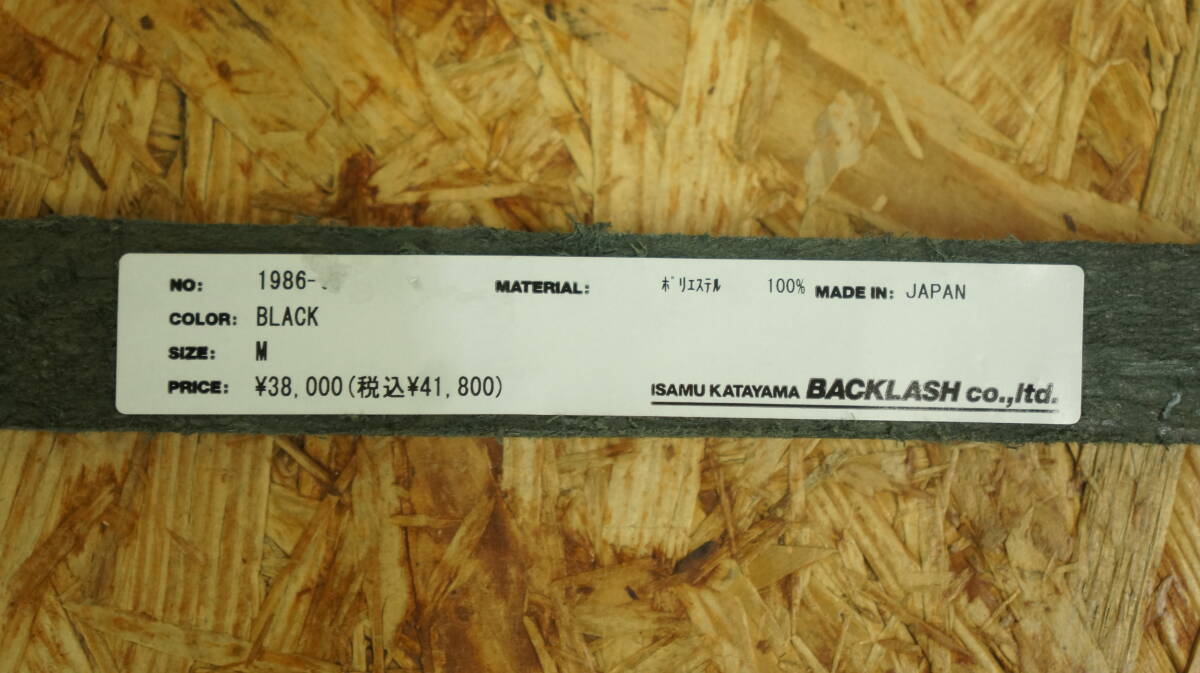 NO: 1986- MATERIAL: ﾎﾟﾘｴｽﾃﾙ 100% MADE IN: JAPAN
COLOR: BLACK
SIZE: M
PRICE: ¥38,000(税込¥41,800)
ISAMU KATAYAMA BACKLASH co.,ltd.